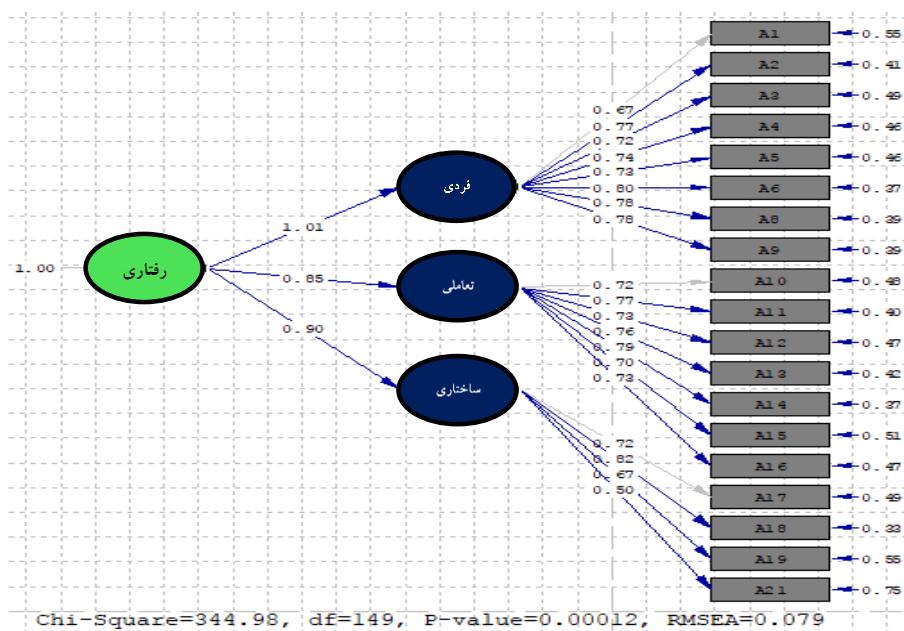 A1 0.55
A2 0.41
A3 0.49
A4 0.46
A5 0.46
A6 0.37
A8 0.39
A9 0.39
A10 0.48
A11 0.40
A12 0.47
A13 0.42
A14 0.37
A15 0.51
A16 0.47
A17 0.49
A18 0.33
A19 0.55
A21 0.75
0.67
0.77
0.72
0.74
0.73
0.80
0.78
0.78
0.72
0.77
0.73
0.76
0.79
0.70
0.73
0.72
0.82
0.67
0.50
فردی
تعاملی
ساختاری
1.01
0.85
0.90
رفتاری
1.00
Chi-Square=344.98, df=149, P-value=0.00012, RMSEA=0.079